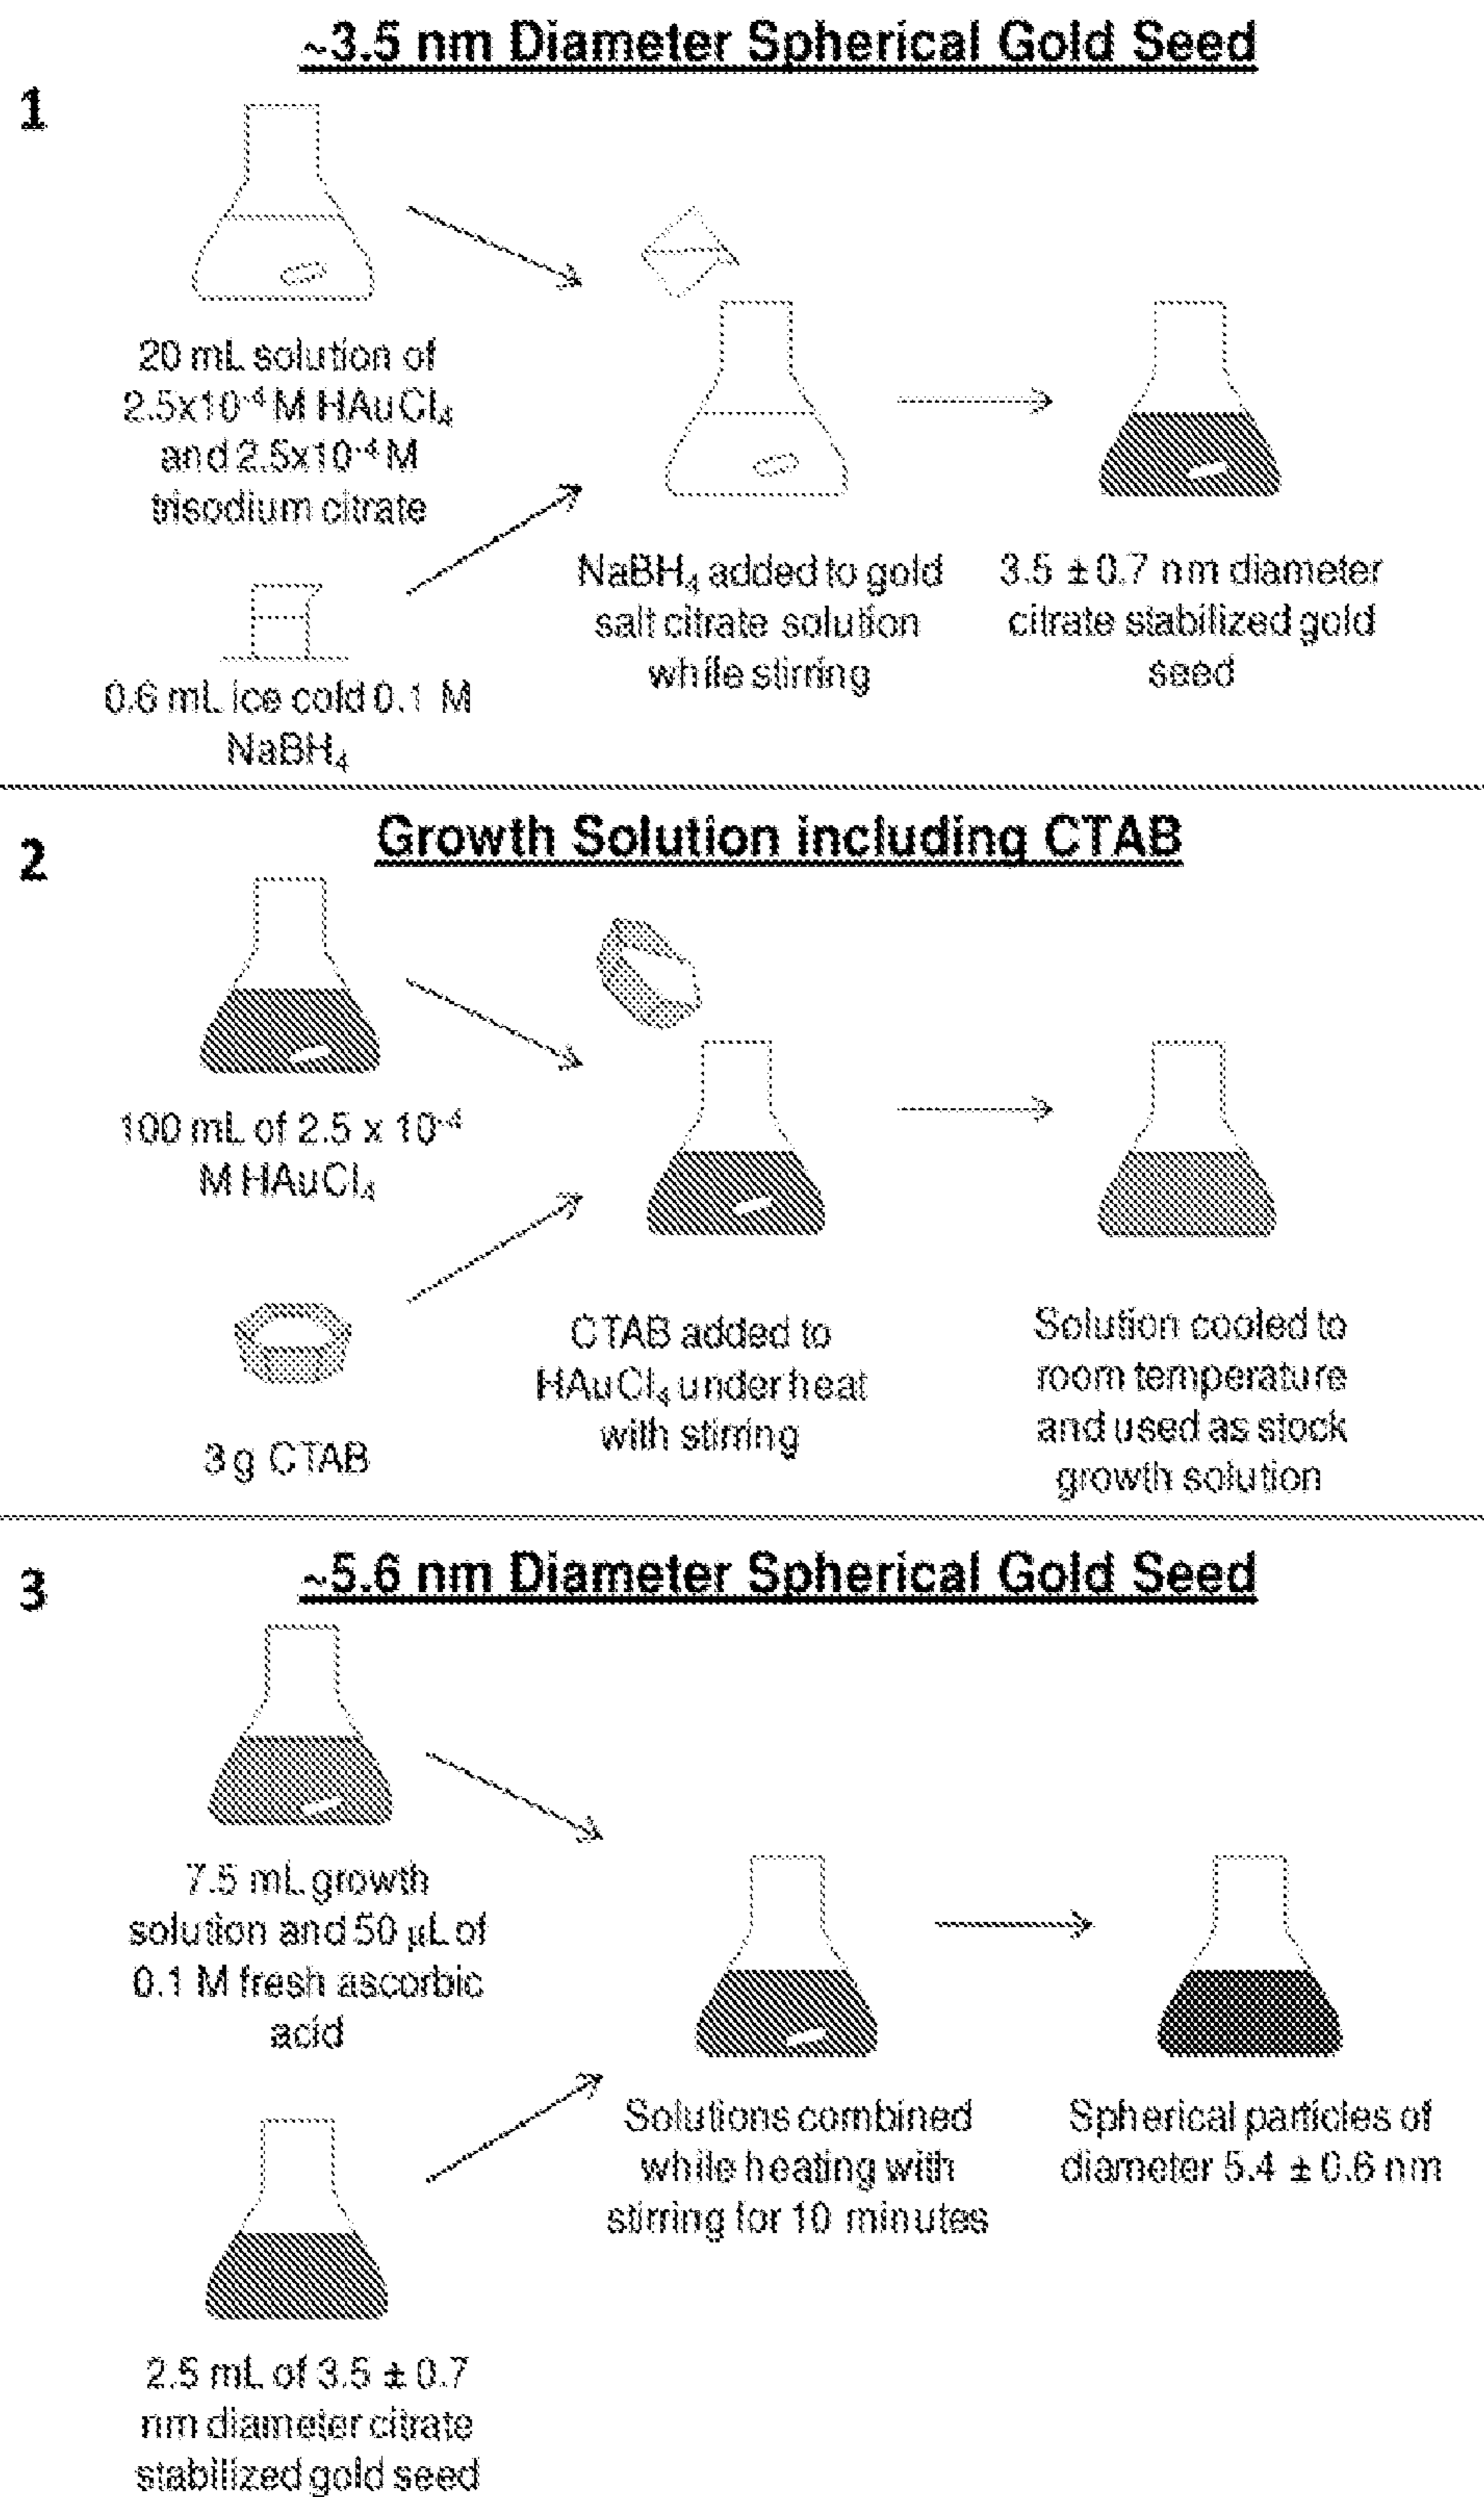 ~3.5 nm Diameter Spherical Gold Seed
1
20 mL solution of
2.5x10⁻⁴ M HAuCl₄
and 2.5x10⁻⁴ M
trisodium citrate
0.6 mL ice cold 0.1 M
NaBH₄
NaBH₄ added to gold
salt citrate solution
while stirring
3.5 ± 0.7 nm diameter
citrate stabilized gold
seed
2
Growth Solution including CTAB
100 mL of 2.5 x 10⁻⁴
M HAuCl₄
3 g CTAB
CTAB added to
HAuCl₄ under heat
with stirring
Solution cooled to
room temperature
and used as stock
growth solution
3
~5.6 nm Diameter Spherical Gold Seed
7.5 mL growth
solution and 50 µL of
0.1 M fresh ascorbic
acid
2.5 mL of 3.5 ± 0.7
nm diameter citrate
stabilized gold seed
Solutions combined
while heating with
stirring for 10 minutes
Spherical particles of
diameter 5.4 ± 0.6 nm